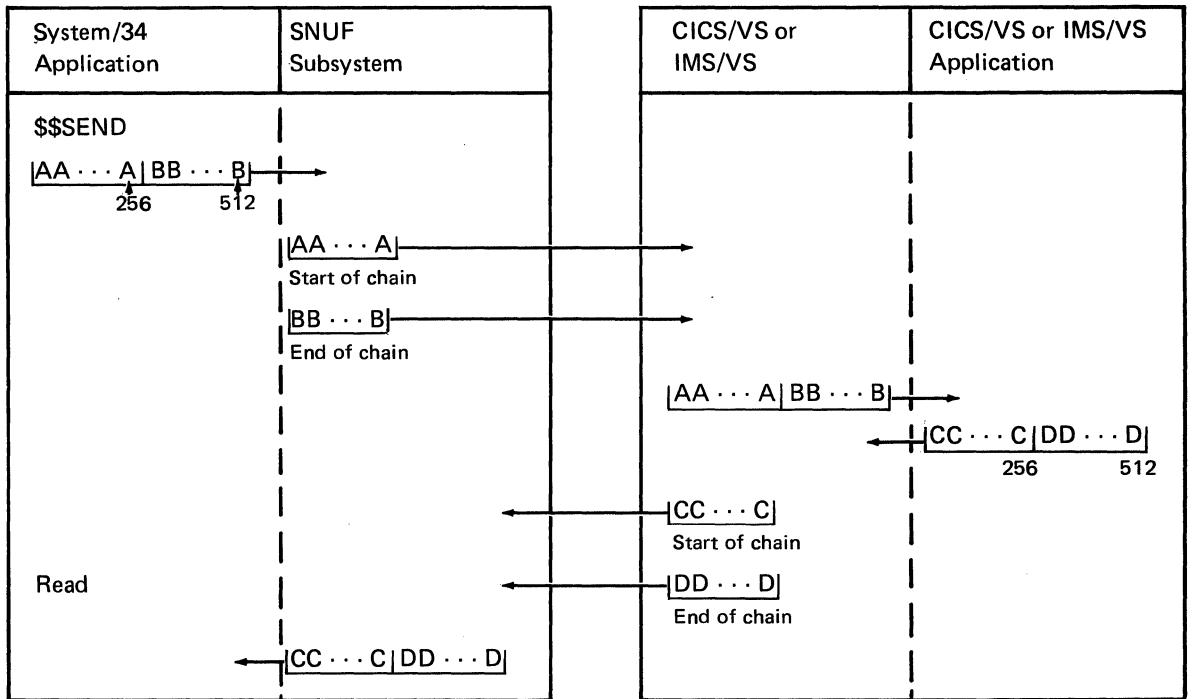 System/34
Application
SNUF
Subsystem
CICS/VS or
IMS/VS
CICS/VS or IMS/VS
Application
$$SEND
AA · · · A BB · · · B
256 512
AA · · · A
Start of chain
BB · · · B
End of chain
AA · · · A BB · · · B
CC · · · C DD · · · D
256 512
CC · · · C
Start of chain
Read
DD · · · D
End of chain
CC · · · C DD · · · D